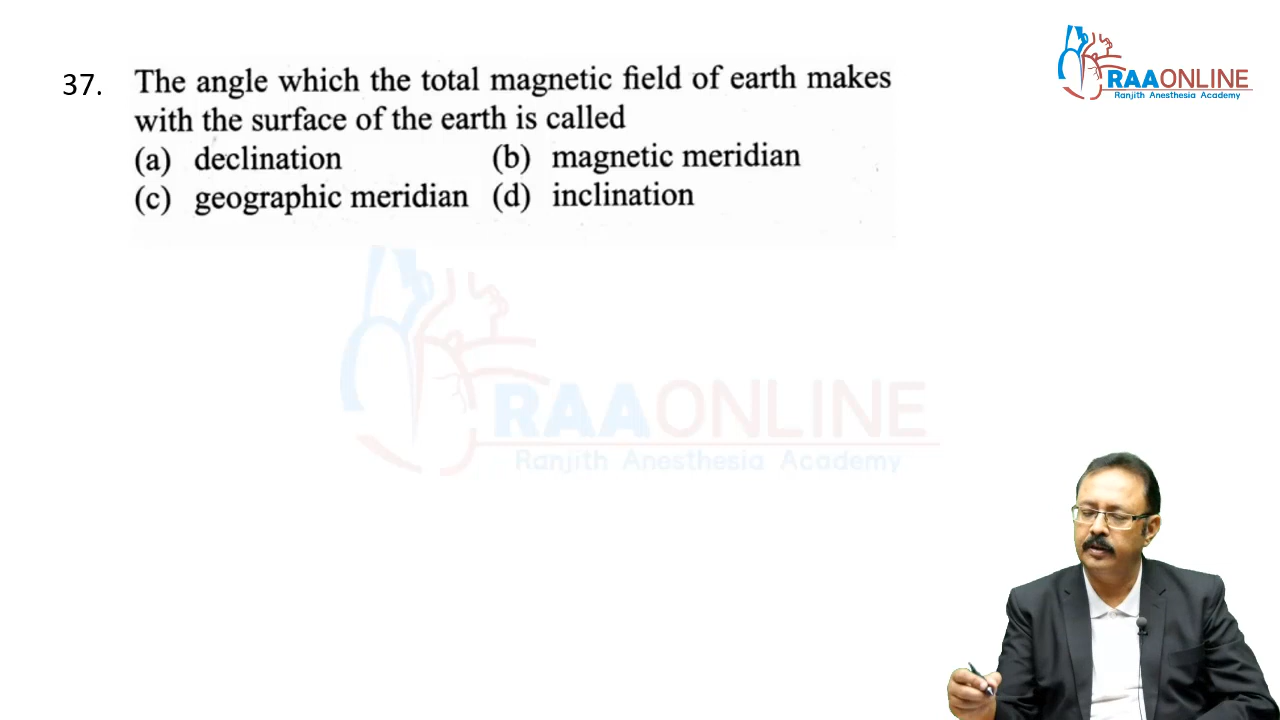 RAAONLINE
Ranjith Anesthesia Academy
37. The angle which the total magnetic field of earth makes
with the surface of the earth is called
(a) declination (b) magnetic meridian
(c) geographic meridian (d) inclination
RAAONLINE
Ranjith Anesthesia Academy